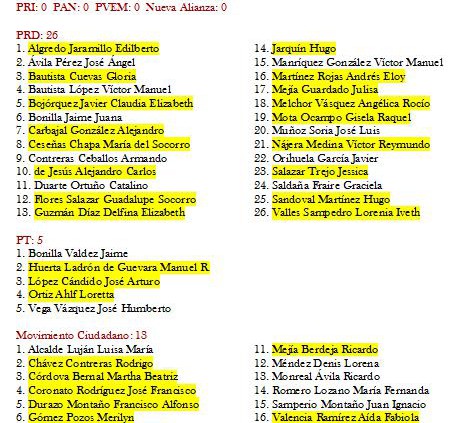 PRI: 0 PAN: 0 PVEM: 0 Nueva Alianza: 0
PRD: 26
1. Algredo Jaramillo Edilberto
2. Ávila Pérez José Ángel
3. Bautista Cuevas Gloria
4. Bautista López Víctor Manuel
5. Bojórquez Javier Claudia Elizabeth
6. Bonilla Jaime Juana
7. Carbajal González Alejandro
8. Ceseñas Chapa María del Socorro
9. Contreras Ceballos Armando
10. de Jesús Alejandro Carlos
11. Duarte Ortuño Catalino
12. Flores Salazar Guadalupe Socorro
13. Guzmán Díaz Delfina Elizabeth
14. Jarquín Hugo
15. Manríquez González Víctor Manuel
16. Martínez Rojas Andrés Eloy
17. Mejía Guardado Julisa
18. Melchor Vásquez Angélica Rocío
19. Mota Ocampo Gisela Raquel
20. Muñoz Soria José Luis
21. Nájera Medina Víctor Reymundo
22. Orihuela García Javier
23. Salazar Trejo Jessica
24. Saldaña Fraire Graciela
25. Sandoval Martínez Hugo
26. Valles Sampedro Lorenia Iveth
PT: 5
1. Bonilla Valdez Jaime
2. Huerta Ladrón de Guevara Manuel R.
3. López Cándido José Arturo
4. Ortiz Ahlf Loretta
5. Vega Vázquez José Humberto
Movimiento Ciudadano: 13
1. Alcalde Luján Luisa María
2. Chávez Contreras Rodrigo
3. Córdova Bernal Martha Beatriz
4. Coronato Rodríguez José Francisco
5. Durazo Montaño Francisco Alfonso
6. Gómez Pozos Merilyn
11. Mejía Berdeja Ricardo
12. Méndez Denis Lorena
13. Monreal Ávila Ricardo
14. Romero Lozano María Fernanda
15. Samperio Montaño Juan Ignacio
16. Valencia Ramírez Aída Fabiola